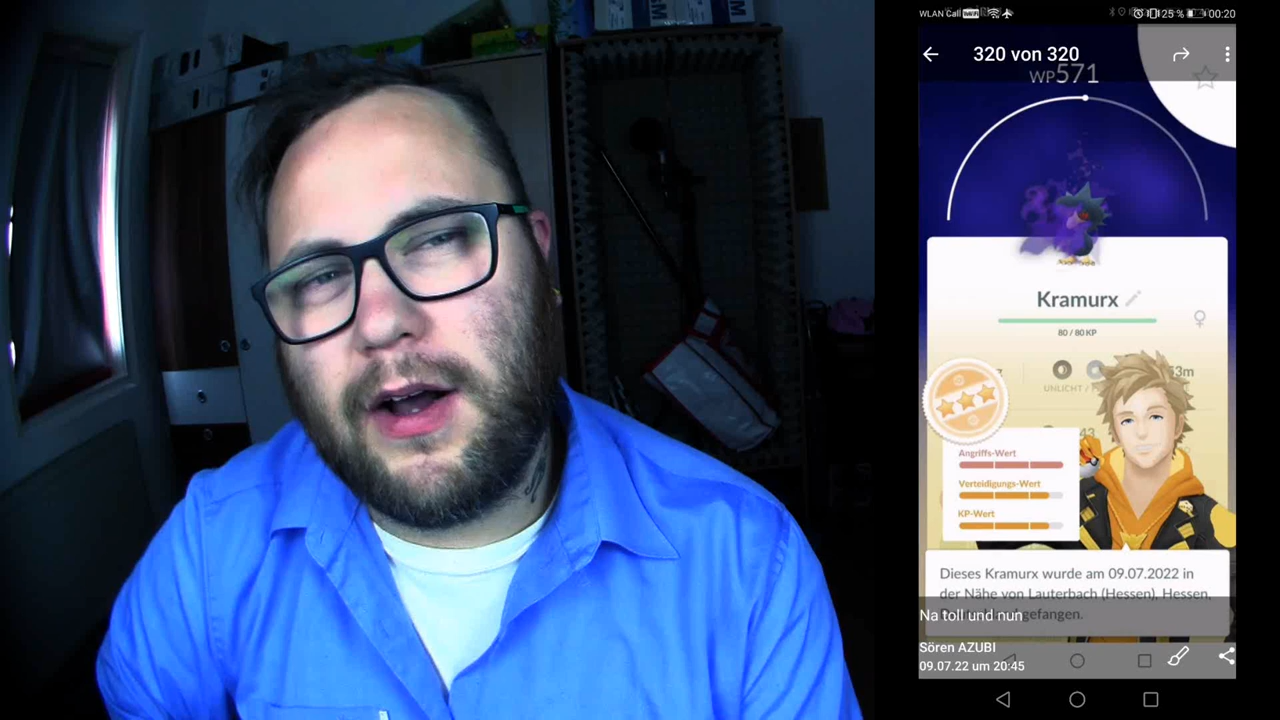 WLAN Call
25 %
00:20
320 von 320
WP571
Kramurx
80 / 80 KP
UNLICHT /
Angriffs-Wert
Verteidigungs-Wert
KP-Wert
Dieses Kramurx wurde am 09.07.2022 in
der Nähe von Lauterbach (Hessen), Hessen,
gefangen.
Na toll und nun
Sören AZUBI
09.07.22 um 20:45